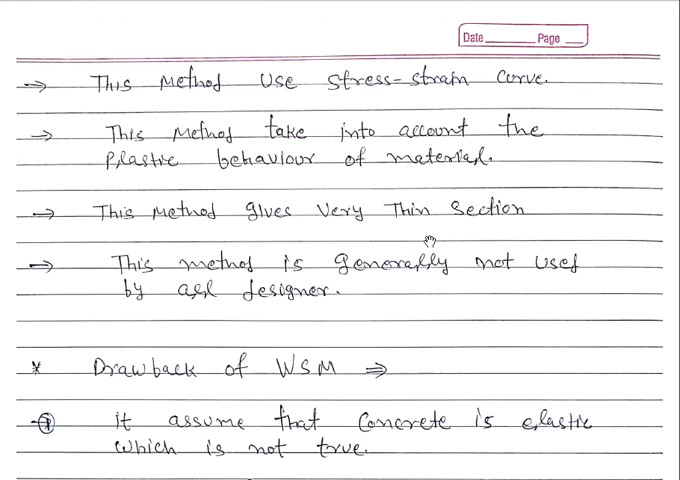 Date Page
→ This Method Use Stress-Strain Curve.
→ This Method take into account the
Plastic behaviour of material.
→ This Method gives Very Thin Section
→ This method is generally not used
by all designer.
* Drawback of WSM ⇒
① it assume that Concrete is elastic
which is not true.